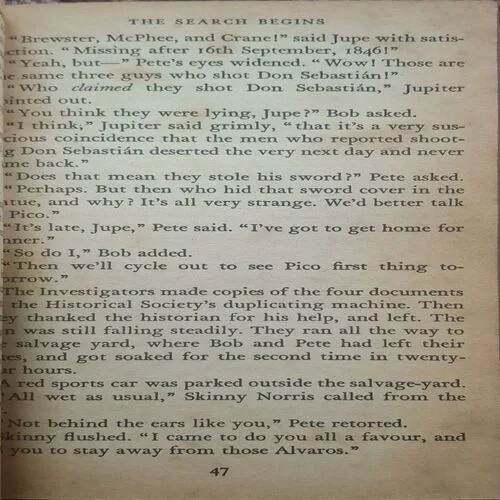 THE SEARCH BEGINS
"Brewster, McPhee, and Crane!" said Jupe with satis-
ction. "Missing after 16th September, 1846!"
"Yeah, but—" Pete's eyes widened. "Wow! Those are
e same three guys who shot Don Sebastián!"
"Who claimed they shot Don Sebastián," Jupiter
ointed out.
"You think they were lying, Jupe?" Bob asked.
"I think," Jupiter said grimly, "that it's a very sus-
cious coincidence that the men who reported shoot-
g Don Sebastián deserted the very next day and never
me back."
"Does that mean they stole his sword?" Pete asked.
"Perhaps. But then who hid that sword cover in the
atue, and why? It's all very strange. We'd better talk
Pico."
"It's late, Jupe," Pete said. "I've got to get home for
nner."
"So do I," Bob added.
"Then we'll cycle out to see Pico first thing to-
orrow."
The Investigators made copies of the four documents
the Historical Society's duplicating machine. Then
ey thanked the historian for his help, and left. The
n was still falling steadily. They ran all the way to
e salvage yard, where Bob and Pete had left their
es, and got soaked for the second time in twenty-
ur hours.
A red sports car was parked outside the salvage-yard.
"All wet as usual," Skinny Norris called from the
"Not behind the ears like you," Pete retorted.
Skinny flushed. "I came to do you all a favour, and
you to stay away from those Alvaros."
47